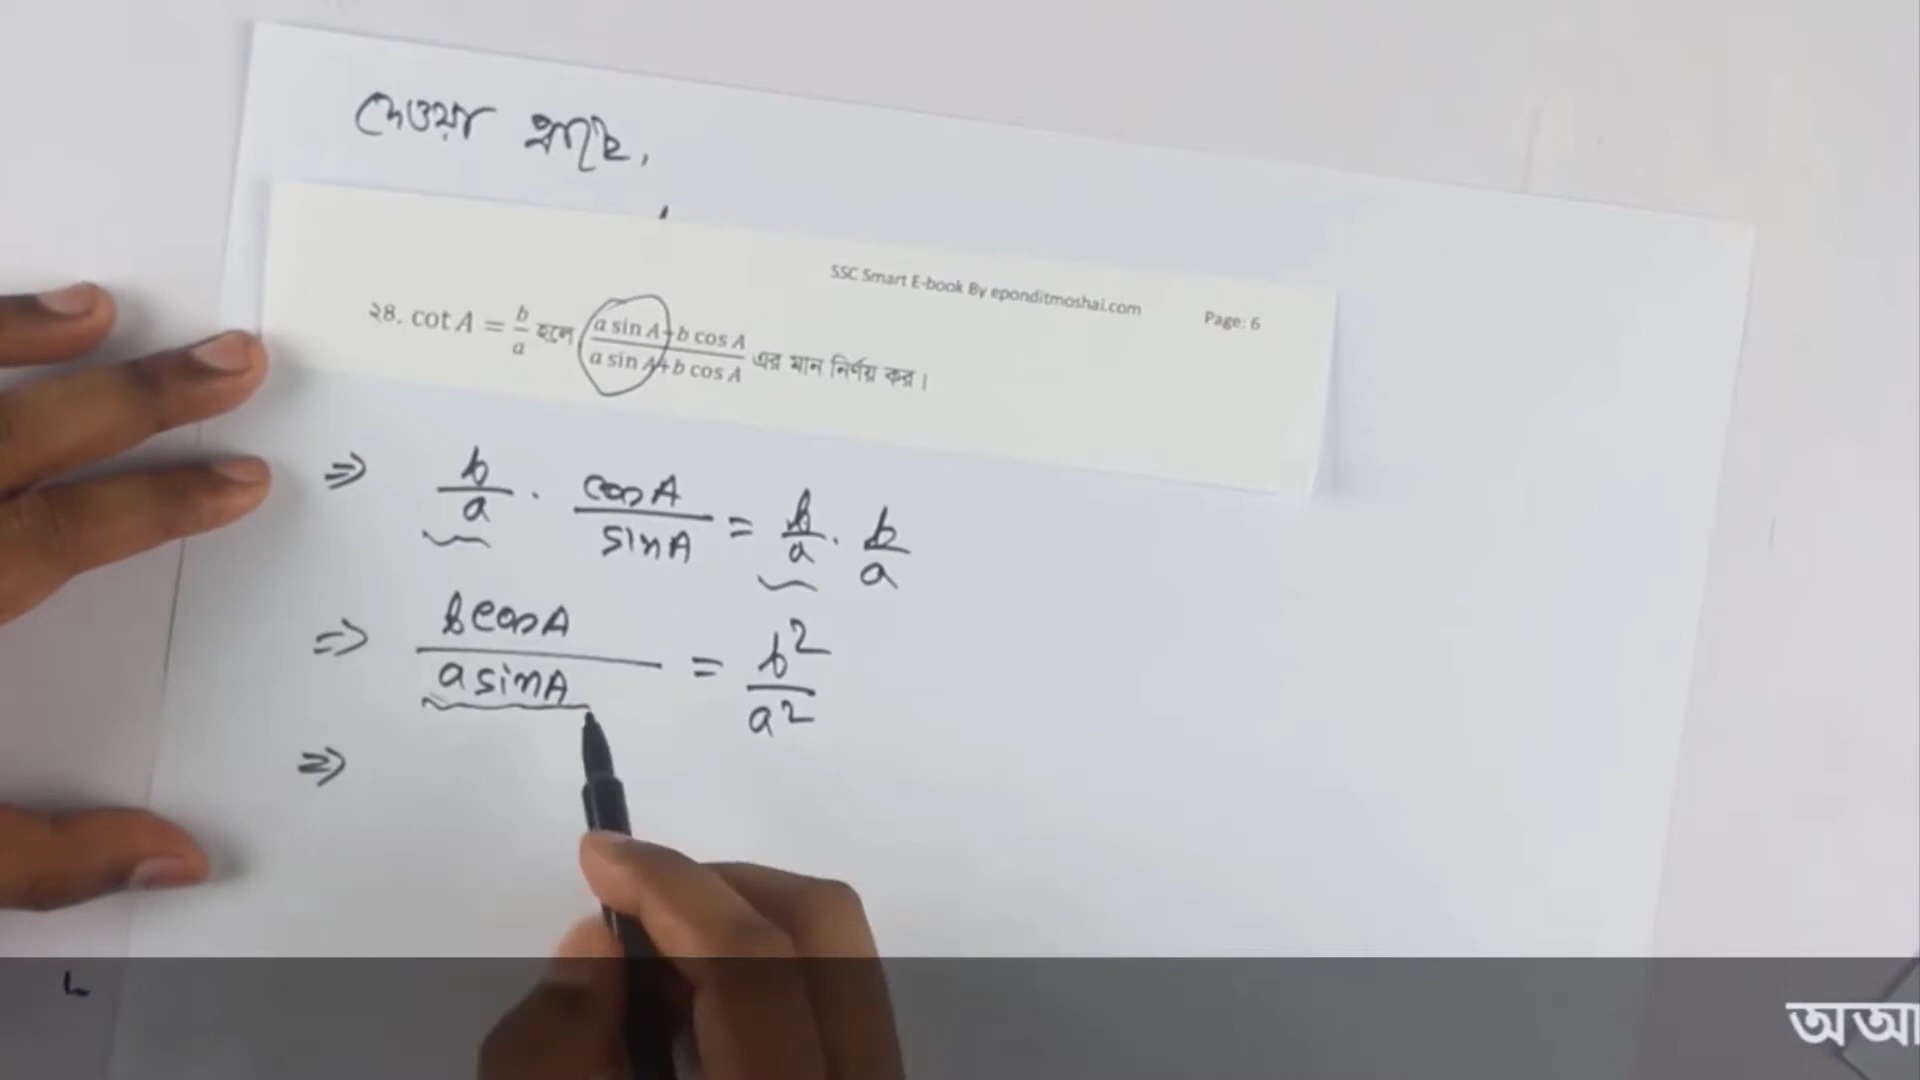 দেওয়া আছে,
SSC Smart E-book By eponditmoshai.com Page: 6
২৪. cot A = b/a হলে (a sin A - b cos A)/(a sin A + b cos A) এর মান নির্ণয় কর।
⇒ b/a · cosA/sinA = b/a · b/a
⇒ bcosA/asinA = b²/a²
⇒
অআ